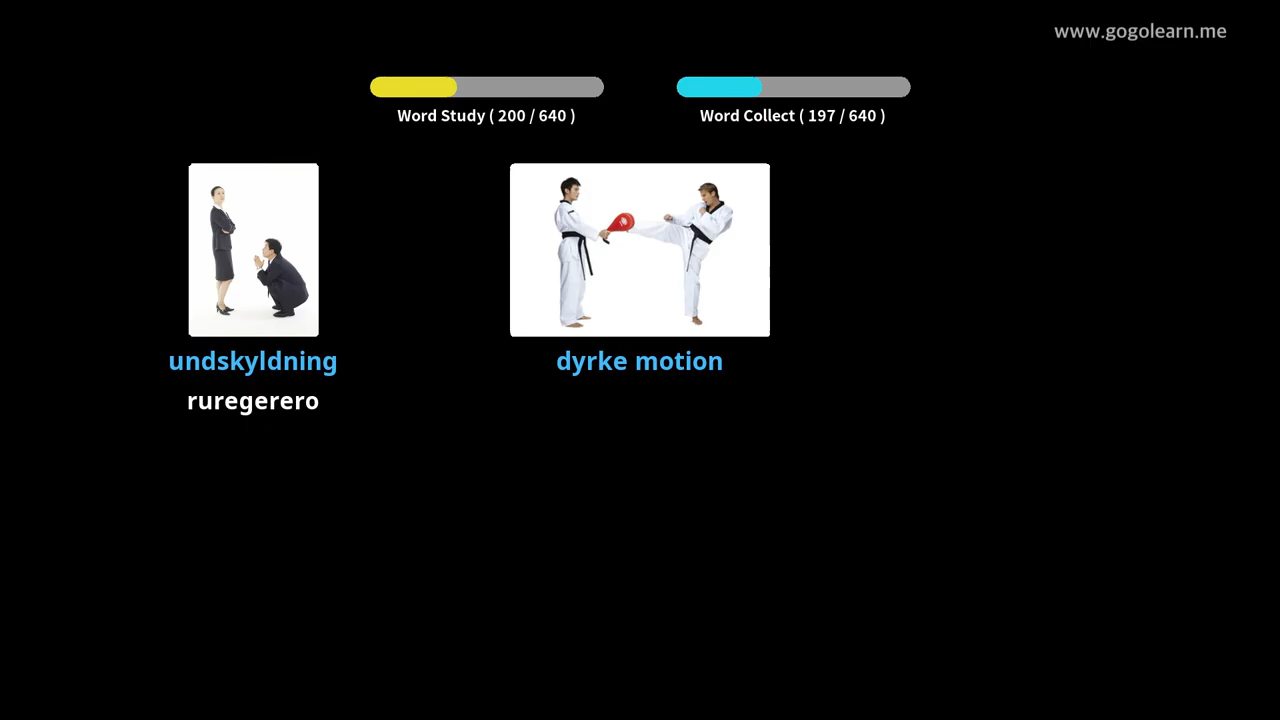 www.gogolearn.me
Word Study ( 200 / 640 )
Word Collect ( 197 / 640 )
undskyldning
dyrke motion
ruregerero